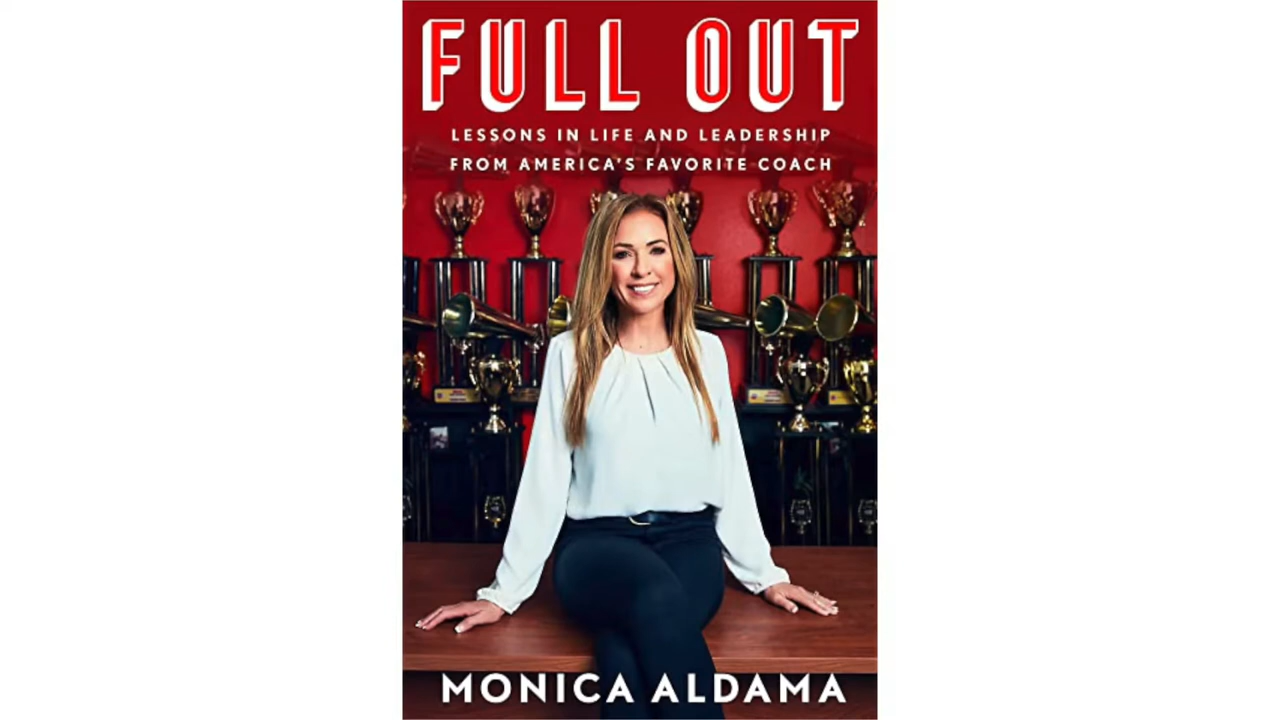 FULL OUT
LESSONS IN LIFE AND LEADERSHIP
FROM AMERICA'S FAVORITE COACH
MONICA ALDAMA